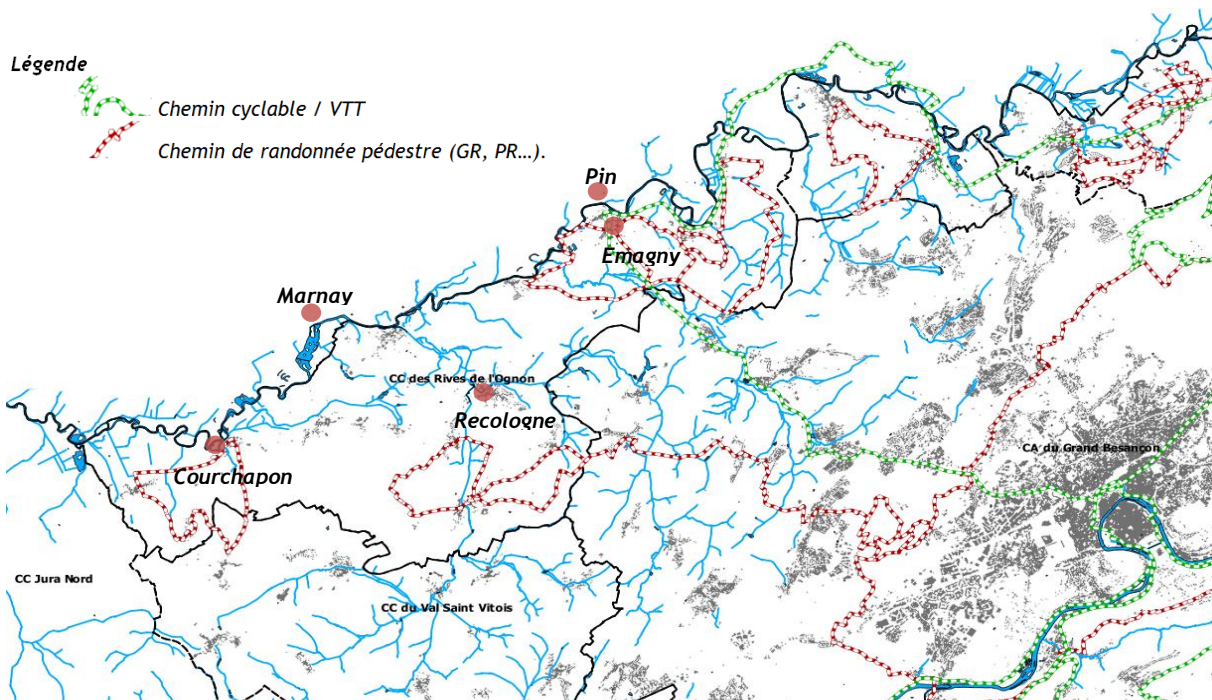 Légende
Chemin cyclable / VTT
Chemin de randonnée pédestre (GR, PR…).
Pin
Emagny
Marnay
CC des Rives de l'Ognon
Recologne
CA du Grand Besançon
Courchapon
CC Jura Nord
CC du Val Saint Vitois